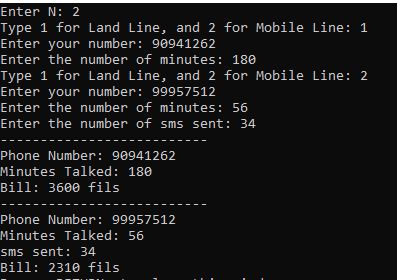 Enter N: 2
Type 1 for Land Line, and 2 for Mobile Line: 1
Enter your number: 90941262
Enter the number of minutes: 180
Type 1 for Land Line, and 2 for Mobile Line: 2
Enter your number: 99957512
Enter the number of minutes: 56
Enter the number of sms sent: 34
--------------------------
Phone Number: 90941262
Minutes Talked: 180
Bill: 3600 fils
--------------------------
Phone Number: 99957512
Minutes Talked: 56
sms sent: 34
Bill: 2310 fils